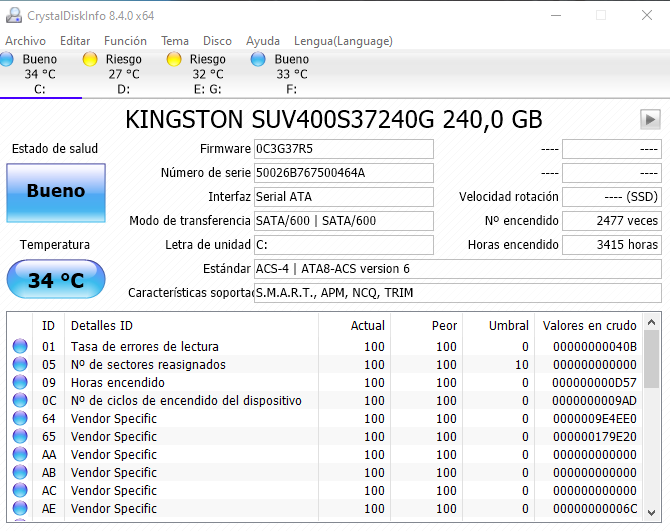 CrystalDiskInfo 8.4.0 x64
Archivo Editar Función Tema Disco Ayuda Lengua(Language)
Bueno Riesgo Riesgo Bueno
34 °C 27 °C 32 °C 33 °C
C: D: E: G: F:
KINGSTON SUV400S37240G 240,0 GB
Estado de salud Firmware 0C3G37R5 ---- ----
Bueno Número de serie 50026B767500464A ---- ----
Interfaz Serial ATA Velocidad rotación ---- (SSD)
Temperatura Modo de transferencia SATA/600 | SATA/600 Nº encendido 2477 veces
34 °C Letra de unidad C: Horas encendido 3415 horas
Estándar ACS-4 | ATA8-ACS version 6
Características soportad S.M.A.R.T., APM, NCQ, TRIM
ID Detalles ID Actual Peor Umbral Valores en crudo
01 Tasa de errores de lectura 100 100 0 00000000040B
05 Nº de sectores reasignados 100 100 10 000000000000
09 Horas encendido 100 100 0 000000000D57
0C Nº de ciclos de encendido del dispositivo 100 100 0 0000000009AD
64 Vendor Specific 100 100 0 0000009E4EE0
65 Vendor Specific 100 100 0 000000179E20
AA Vendor Specific 100 100 0 000000000000
AB Vendor Specific 100 100 0 000000000000
AC Vendor Specific 100 100 0 000000000000
AE Vendor Specific 100 100 0 00000000006C